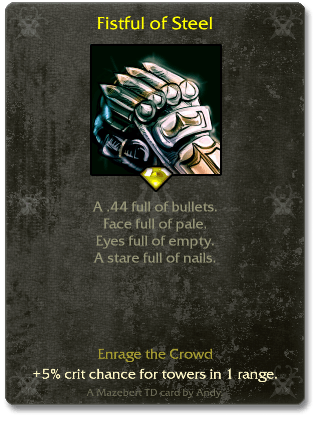 Fistful of Steel
A .44 full of bullets.
Face full of pale.
Eyes full of empty.
A stare full of nails.
Enrage the Crowd
+5% crit chance for towers in 1 range.
A Mazebert TD card by Andy